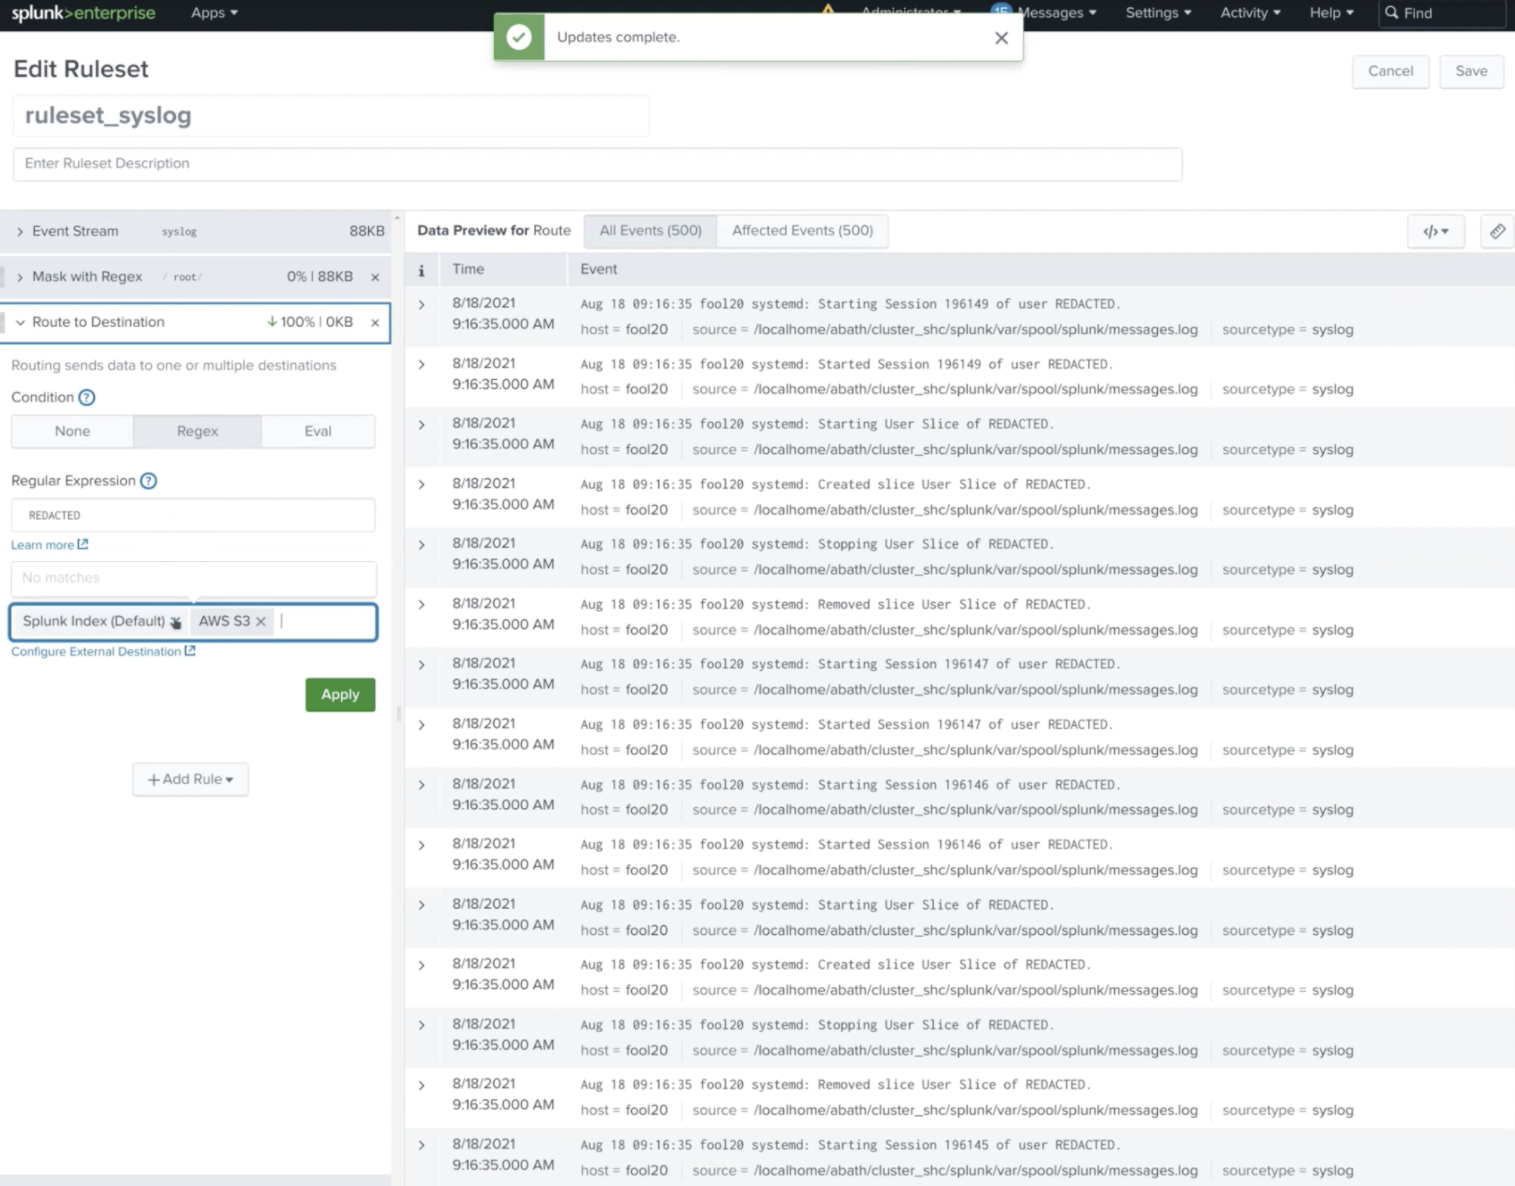 splunk>enterprise Apps Administrator 15 Messages Settings Activity Help Find
Updates complete.
Edit Ruleset
Cancel Save
ruleset_syslog
Enter Ruleset Description
Event Stream syslog 88KB
Mask with Regex / root/ 0% | 88KB
Route to Destination 100% | 0KB
Routing sends data to one or multiple destinations
Condition ?
None Regex Eval
Regular Expression ?
REDACTED
Learn more
No matches
Splunk Index (Default) AWS S3
Configure External Destination
Apply
+ Add Rule
Data Preview for Route All Events (500) Affected Events (500) </>
i Time Event
8/18/2021 Aug 18 09:16:35 fool20 systemd: Starting Session 196149 of user REDACTED.
9:16:35.000 AM host = fool20 source = /localhome/abath/cluster_shc/splunk/var/spool/splunk/messages.log sourcetype = syslog
8/18/2021 Aug 18 09:16:35 fool20 systemd: Started Session 196149 of user REDACTED.
9:16:35.000 AM host = fool20 source = /localhome/abath/cluster_shc/splunk/var/spool/splunk/messages.log sourcetype = syslog
8/18/2021 Aug 18 09:16:35 fool20 systemd: Starting User Slice of REDACTED.
9:16:35.000 AM host = fool20 source = /localhome/abath/cluster_shc/splunk/var/spool/splunk/messages.log sourcetype = syslog
8/18/2021 Aug 18 09:16:35 fool20 systemd: Created slice User Slice of REDACTED.
9:16:35.000 AM host = fool20 source = /localhome/abath/cluster_shc/splunk/var/spool/splunk/messages.log sourcetype = syslog
8/18/2021 Aug 18 09:16:35 fool20 systemd: Stopping User Slice of REDACTED.
9:16:35.000 AM host = fool20 source = /localhome/abath/cluster_shc/splunk/var/spool/splunk/messages.log sourcetype = syslog
8/18/2021 Aug 18 09:16:35 fool20 systemd: Removed slice User Slice of REDACTED.
9:16:35.000 AM host = fool20 source = /localhome/abath/cluster_shc/splunk/var/spool/splunk/messages.log sourcetype = syslog
8/18/2021 Aug 18 09:16:35 fool20 systemd: Starting Session 196147 of user REDACTED.
9:16:35.000 AM host = fool20 source = /localhome/abath/cluster_shc/splunk/var/spool/splunk/messages.log sourcetype = syslog
8/18/2021 Aug 18 09:16:35 fool20 systemd: Started Session 196147 of user REDACTED.
9:16:35.000 AM host = fool20 source = /localhome/abath/cluster_shc/splunk/var/spool/splunk/messages.log sourcetype = syslog
8/18/2021 Aug 18 09:16:35 fool20 systemd: Starting Session 196146 of user REDACTED.
9:16:35.000 AM host = fool20 source = /localhome/abath/cluster_shc/splunk/var/spool/splunk/messages.log sourcetype = syslog
8/18/2021 Aug 18 09:16:35 fool20 systemd: Started Session 196146 of user REDACTED.
9:16:35.000 AM host = fool20 source = /localhome/abath/cluster_shc/splunk/var/spool/splunk/messages.log sourcetype = syslog
8/18/2021 Aug 18 09:16:35 fool20 systemd: Starting User Slice of REDACTED.
9:16:35.000 AM host = fool20 source = /localhome/abath/cluster_shc/splunk/var/spool/splunk/messages.log sourcetype = syslog
8/18/2021 Aug 18 09:16:35 fool20 systemd: Created slice User Slice of REDACTED.
9:16:35.000 AM host = fool20 source = /localhome/abath/cluster_shc/splunk/var/spool/splunk/messages.log sourcetype = syslog
8/18/2021 Aug 18 09:16:35 fool20 systemd: Stopping User Slice of REDACTED.
9:16:35.000 AM host = fool20 source = /localhome/abath/cluster_shc/splunk/var/spool/splunk/messages.log sourcetype = syslog
8/18/2021 Aug 18 09:16:35 fool20 systemd: Removed slice User Slice of REDACTED.
9:16:35.000 AM host = fool20 source = /localhome/abath/cluster_shc/splunk/var/spool/splunk/messages.log sourcetype = syslog
8/18/2021 Aug 18 09:16:35 fool20 systemd: Starting Session 196145 of user REDACTED.
9:16:35.000 AM host = fool20 source = /localhome/abath/cluster_shc/splunk/var/spool/splunk/messages.log sourcetype = syslog